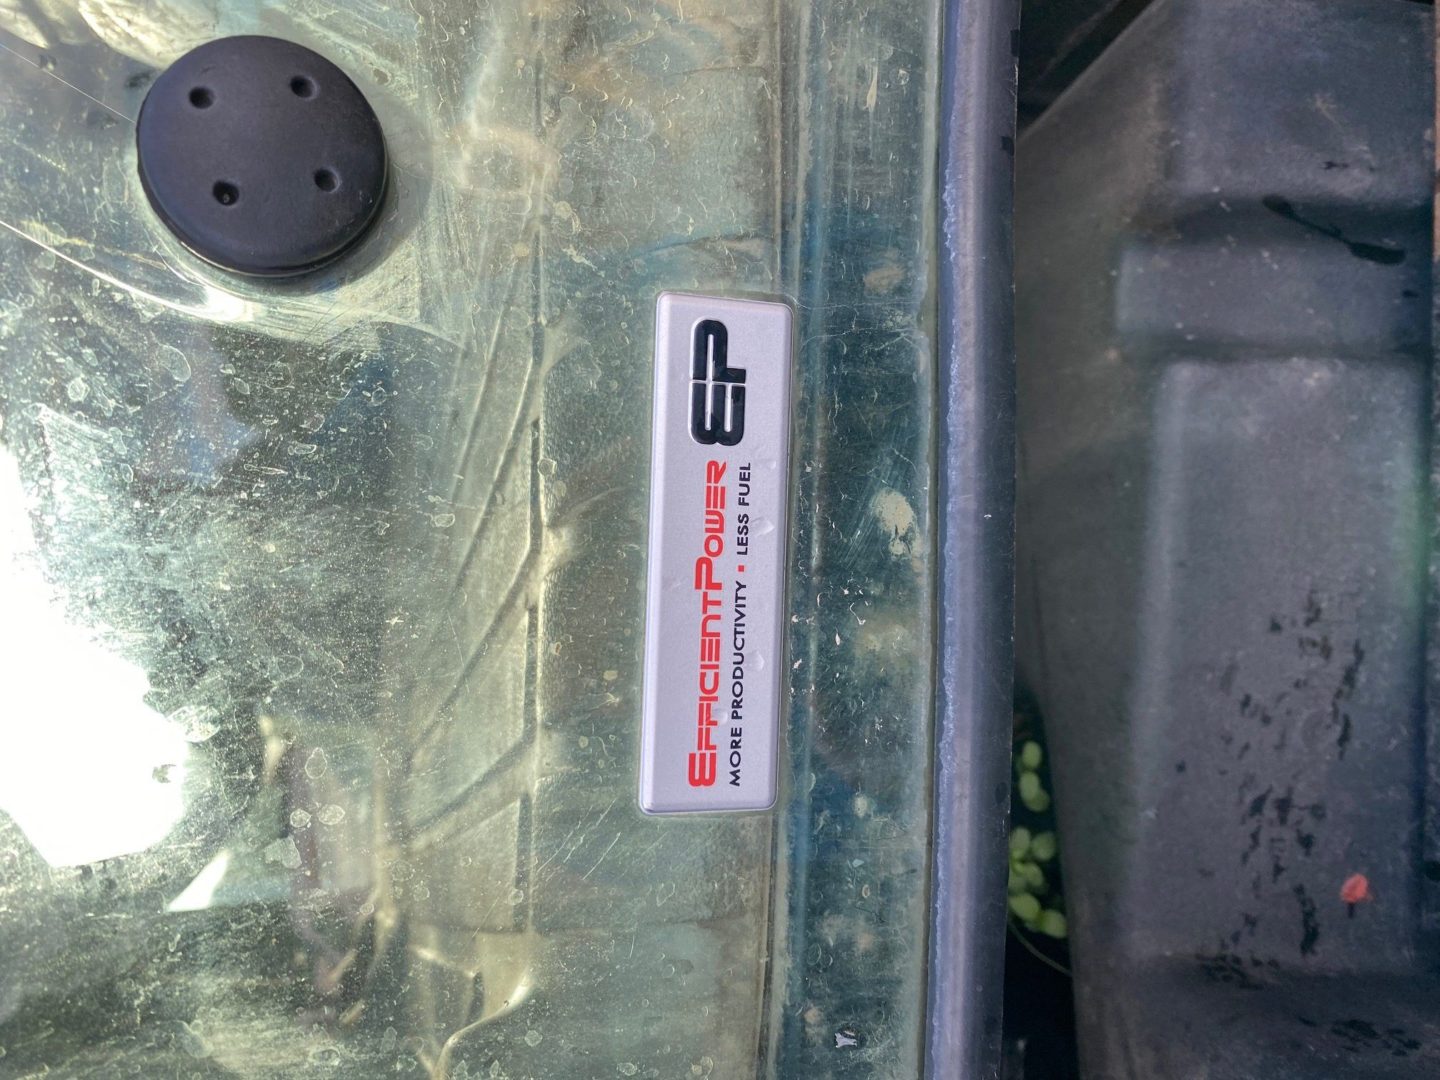 EFFICIENTPOWER EP
MORE PRODUCTIVITY ▪ LESS FUEL